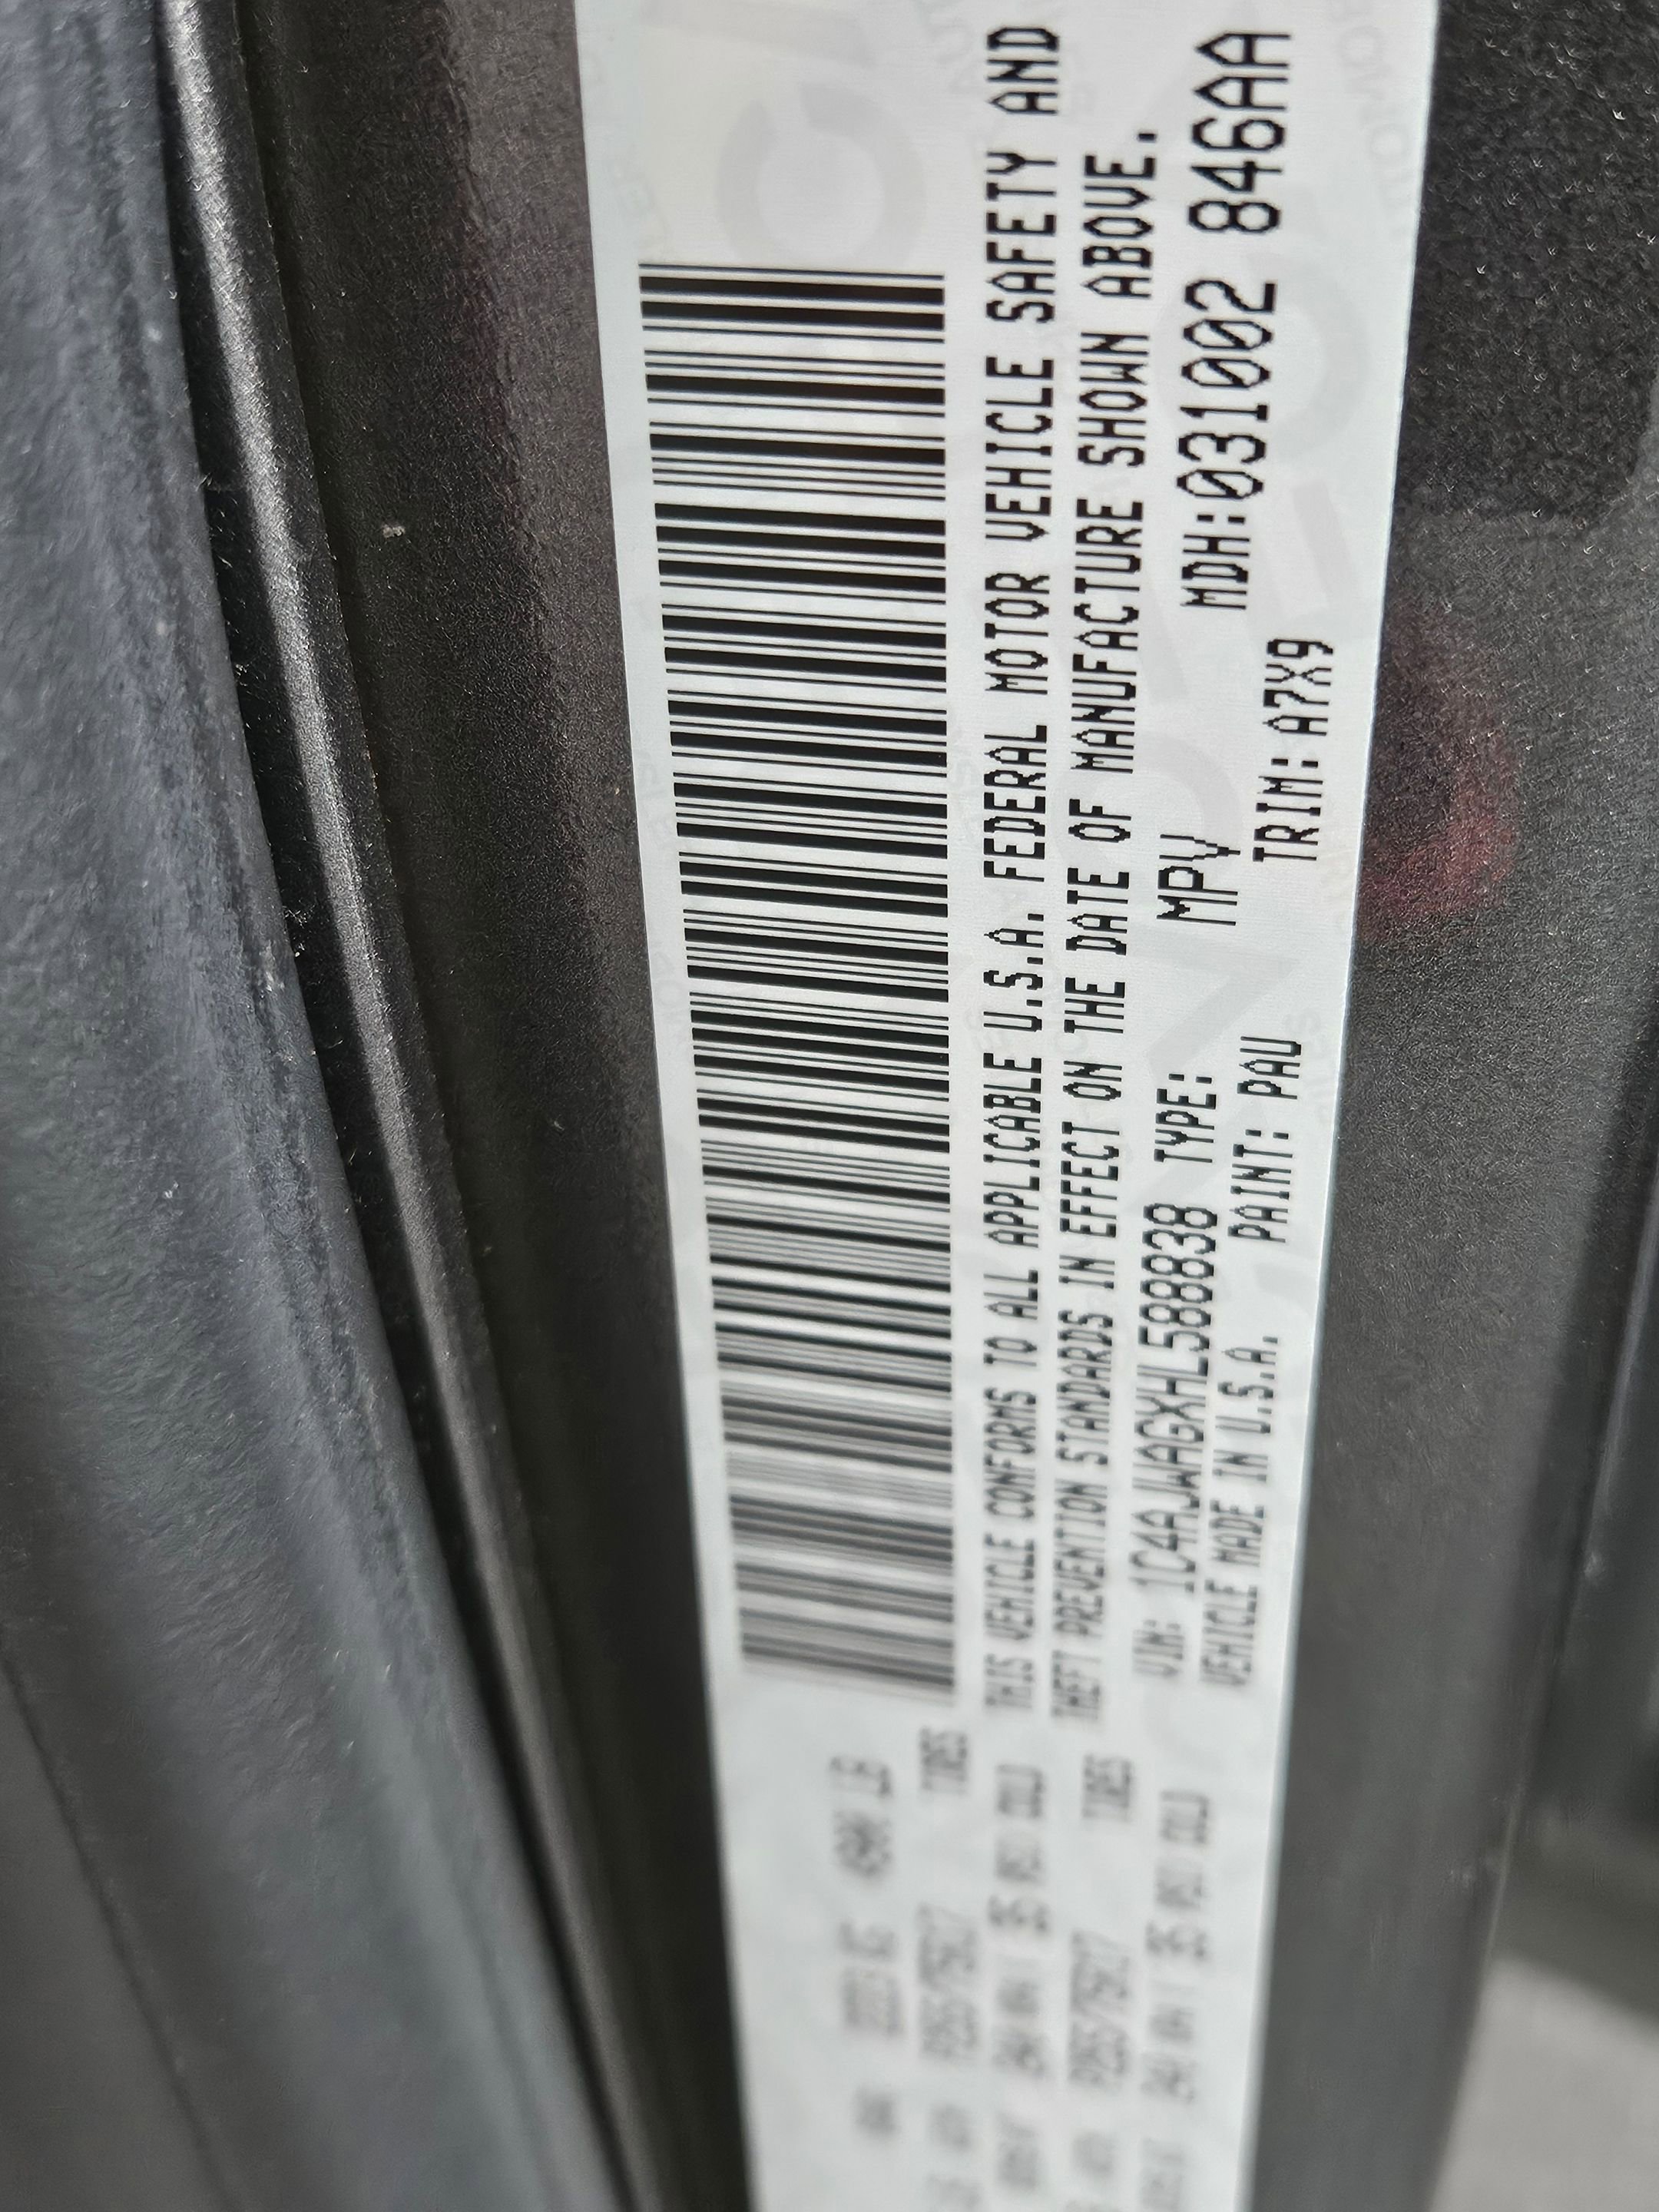 THIS VEHICLE CONFORMS TO ALL APPLICABLE U.S.A. FEDERAL MOTOR VEHICLE SAFETY AND
THEFT PREVENTION STANDARDS IN EFFECT ON THE DATE OF MANUFACTURE SHOWN ABOVE.
VIN: 1C4AJWAGXHL588838 TYPE: MPV MDH:031002 846AA
VEHICLE MADE IN U.S.A. PAINT: PAU TRIM: A7X9